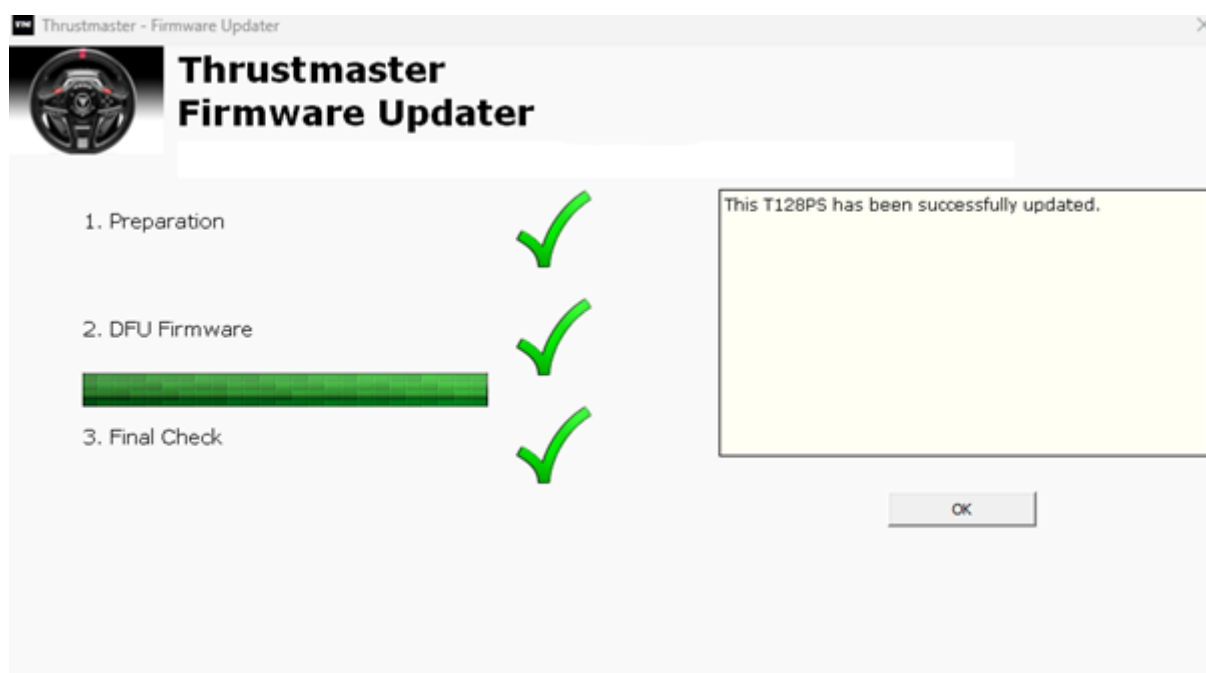 Thrustmaster - Firmware Updater
Thrustmaster
Firmware Updater
1. Preparation
This T128PS has been successfully updated.
2. DFU Firmware
3. Final Check
OK